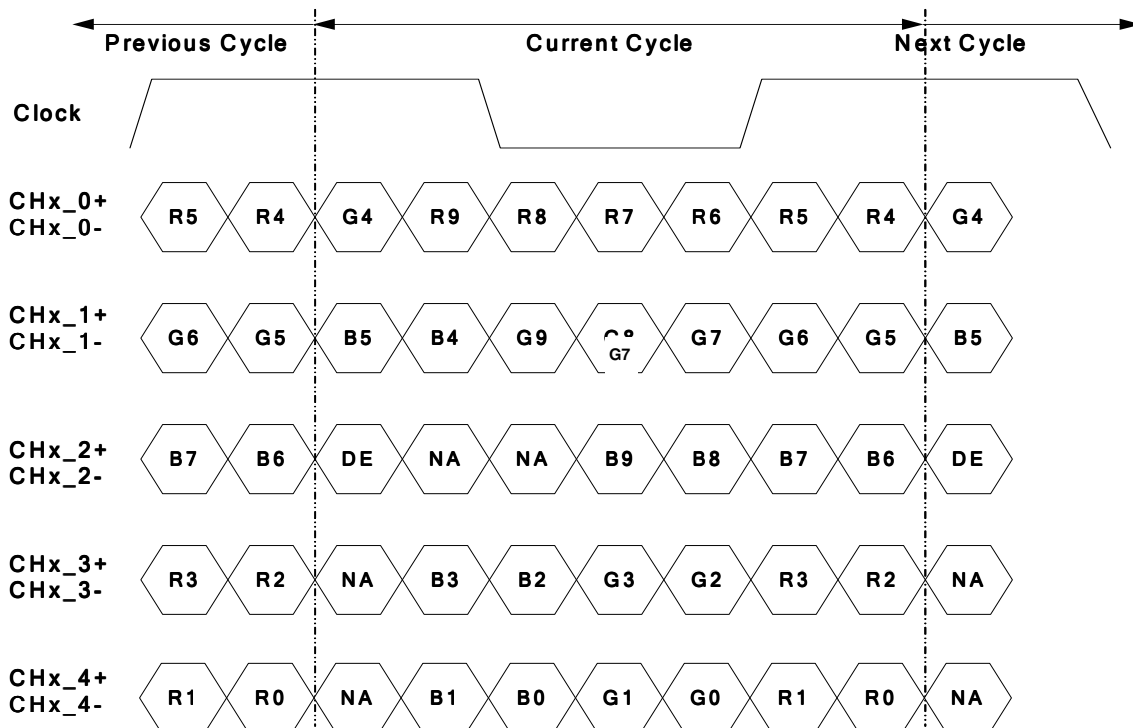 Previous Cycle Current Cycle Next Cycle
Clock
CHx_0+
CHx_0-
R5 R4 G4 R9 R8 R7 R6 R5 R4 G4
CHx_1+
CHx_1-
G6 G5 B5 B4 G9 G7 G7 G6 G5 B5
CHx_2+
CHx_2-
B7 B6 DE NA NA B9 B8 B7 B6 DE
CHx_3+
CHx_3-
R3 R2 NA B3 B2 G3 G2 R3 R2 NA
CHx_4+
CHx_4-
R1 R0 NA B1 B0 G1 G0 R1 R0 NA